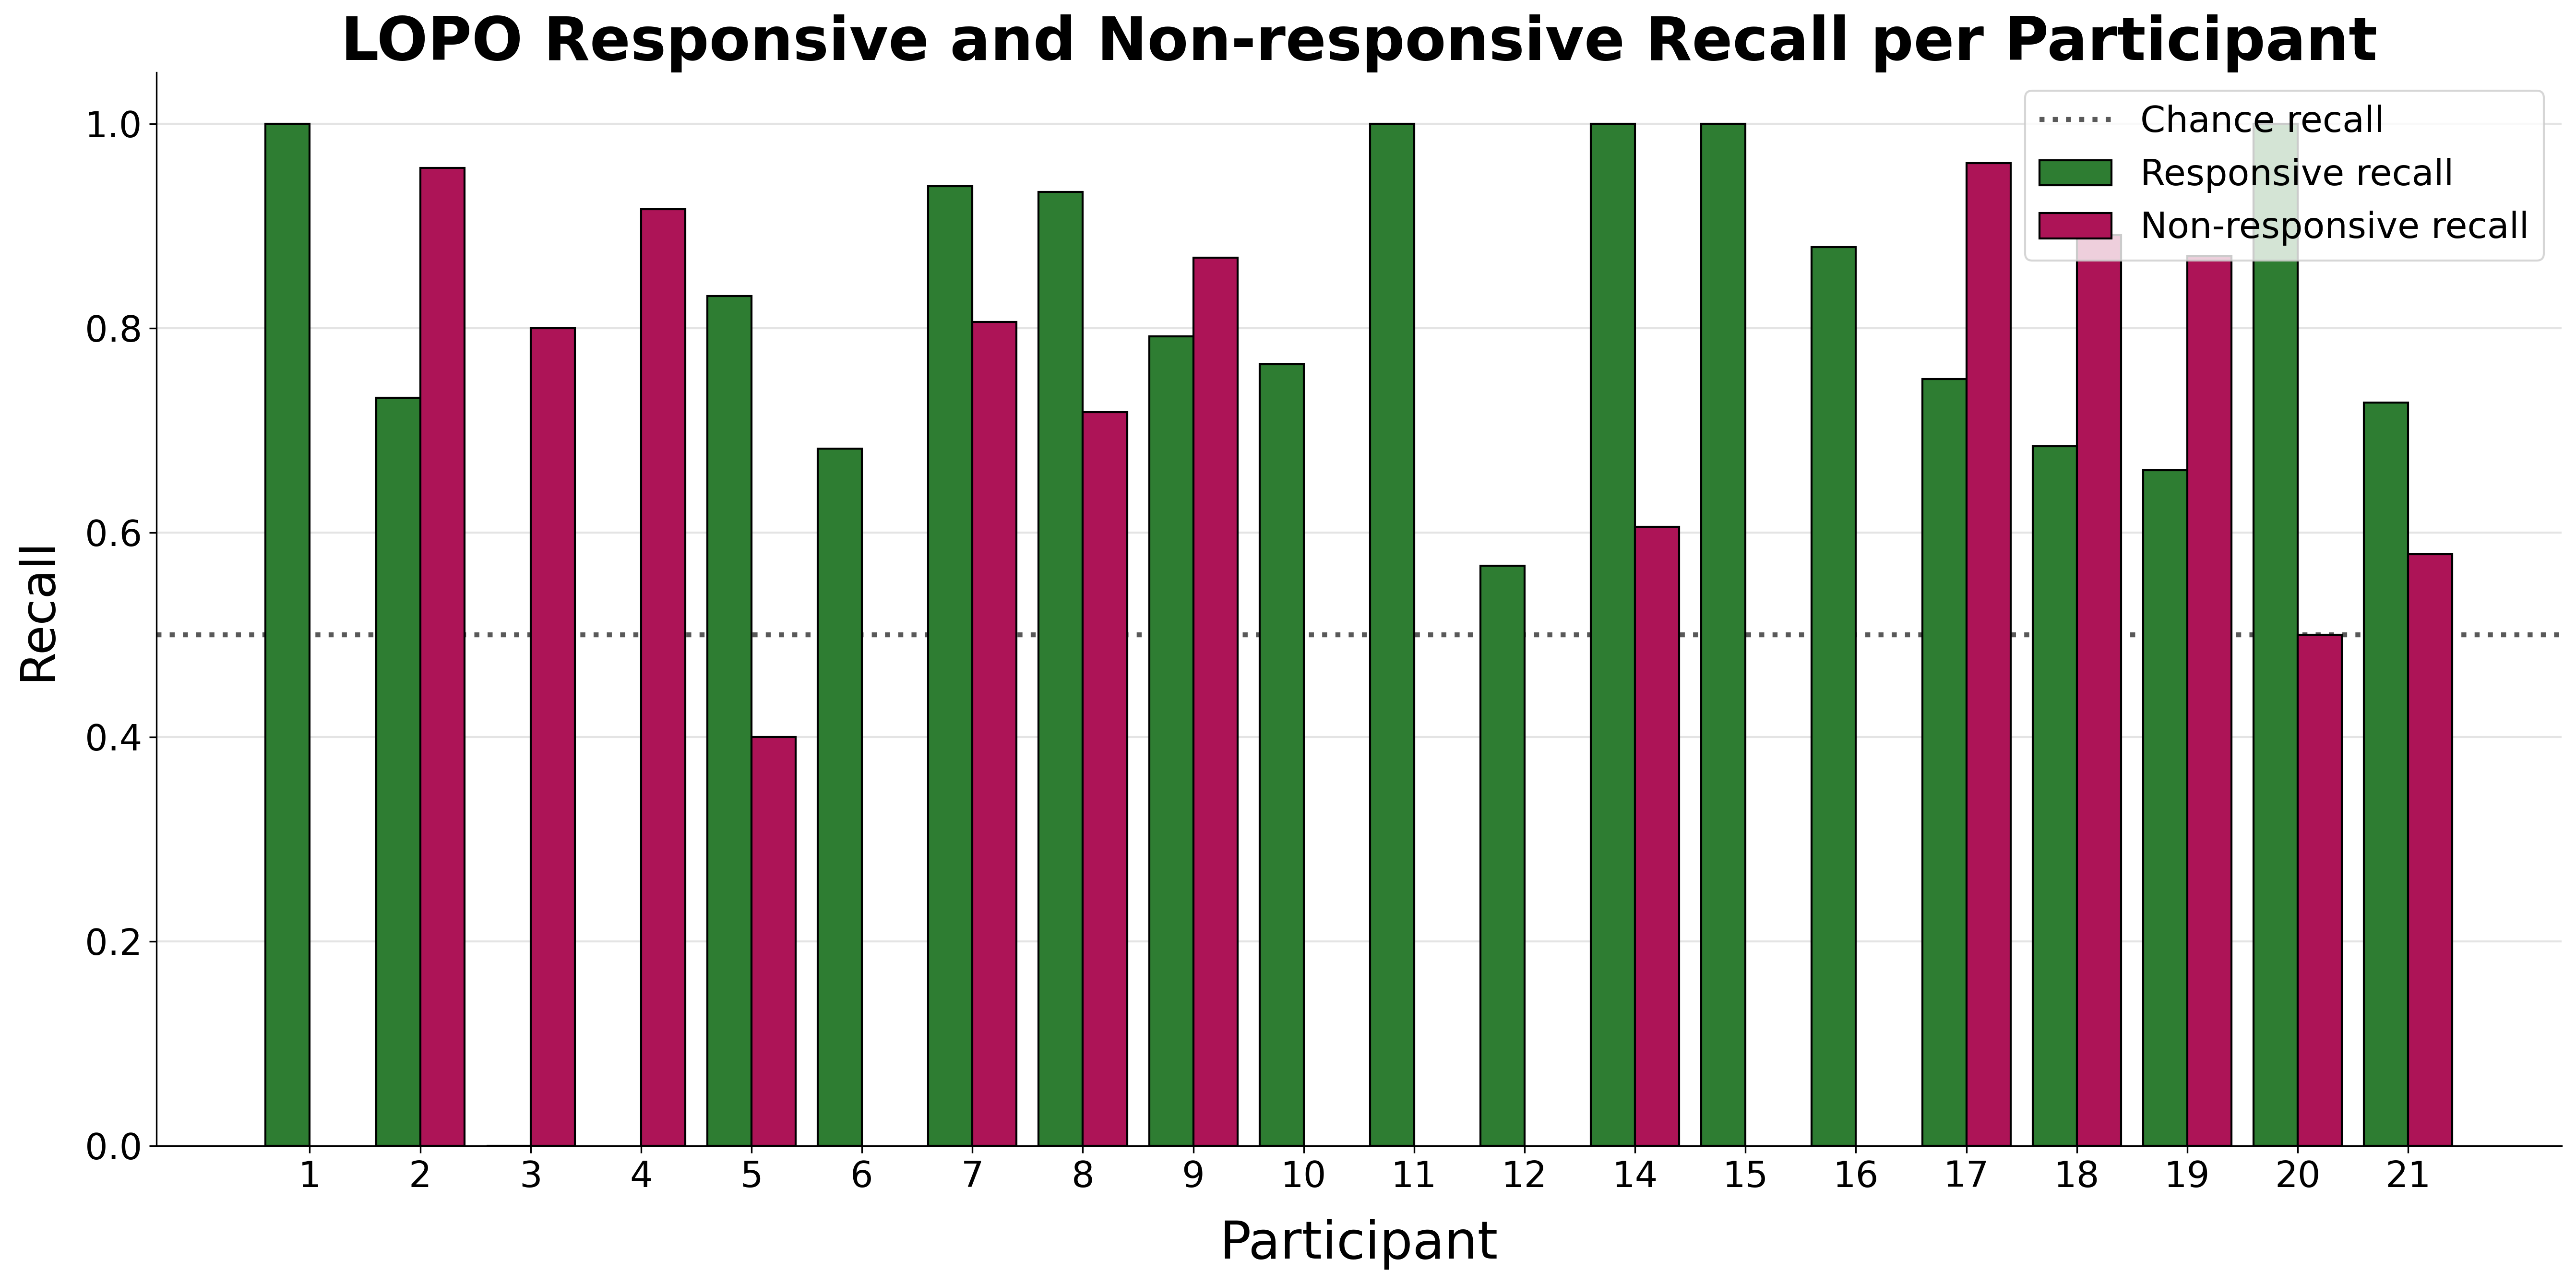 LOPO Responsive and Non-responsive Recall per Participant
Chance recall
Responsive recall
Non-responsive recall
Recall
1.0
0.8
0.6
0.4
0.2
0.0
1 2 3 4 5 6 7 8 9 10 11 12 14 15 16 17 18 19 20 21
Participant